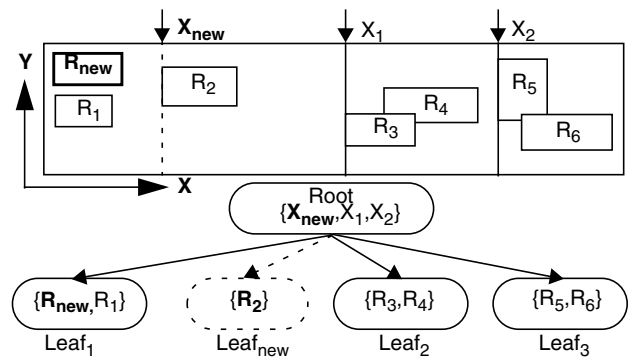 X_new X_1 X_2
Y R_new R_2 R_5
R_1 R_4
R_3 R_6
X
Root
{X_new,X_1,X_2}
{R_new,R_1} {R_2} {R_3,R_4} {R_5,R_6}
Leaf_1 Leaf_new Leaf_2 Leaf_3